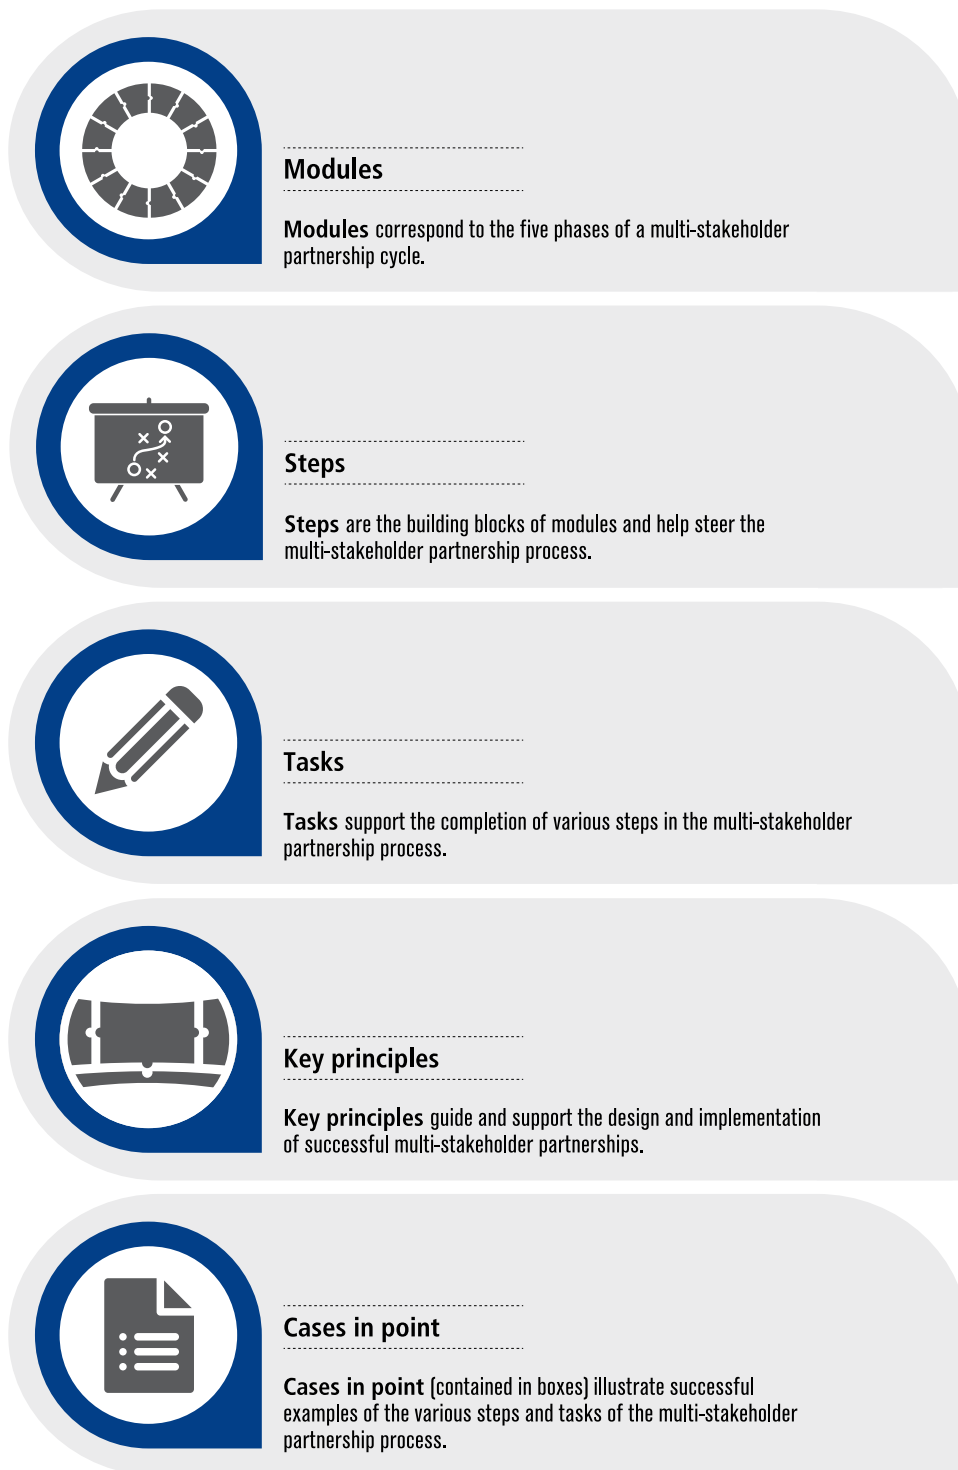 Modules
Modules correspond to the five phases of a multi-stakeholder
partnership cycle.
Steps
Steps are the building blocks of modules and help steer the
multi-stakeholder partnership process.
Tasks
Tasks support the completion of various steps in the multi-stakeholder
partnership process.
Key principles
Key principles guide and support the design and implementation
of successful multi-stakeholder partnerships.
Cases in point
Cases in point (contained in boxes) illustrate successful
examples of the various steps and tasks of the multi-stakeholder
partnership process.